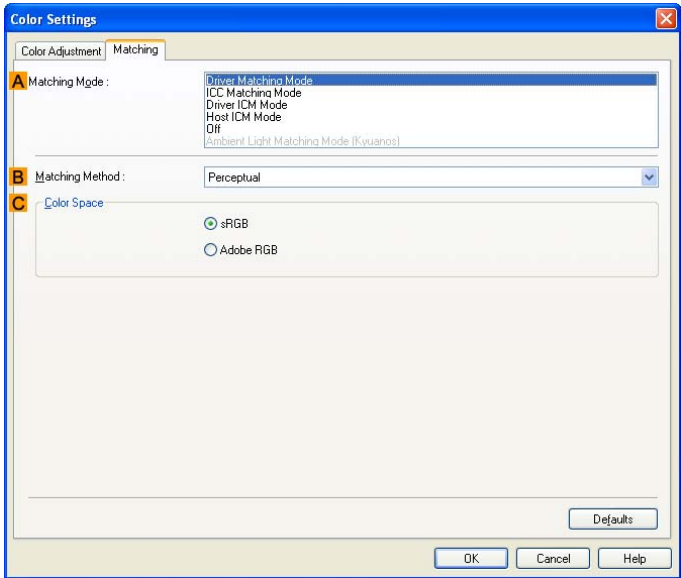 Color Settings
Color Adjustment Matching
A Matching Mode :
Driver Matching Mode
ICC Matching Mode
Driver ICM Mode
Host ICM Mode
Off
Ambient Light Matching Mode (Kyuanos)
B Matching Method : Perceptual
C Color Space
sRGB
Adobe RGB
Defaults
OK Cancel Help